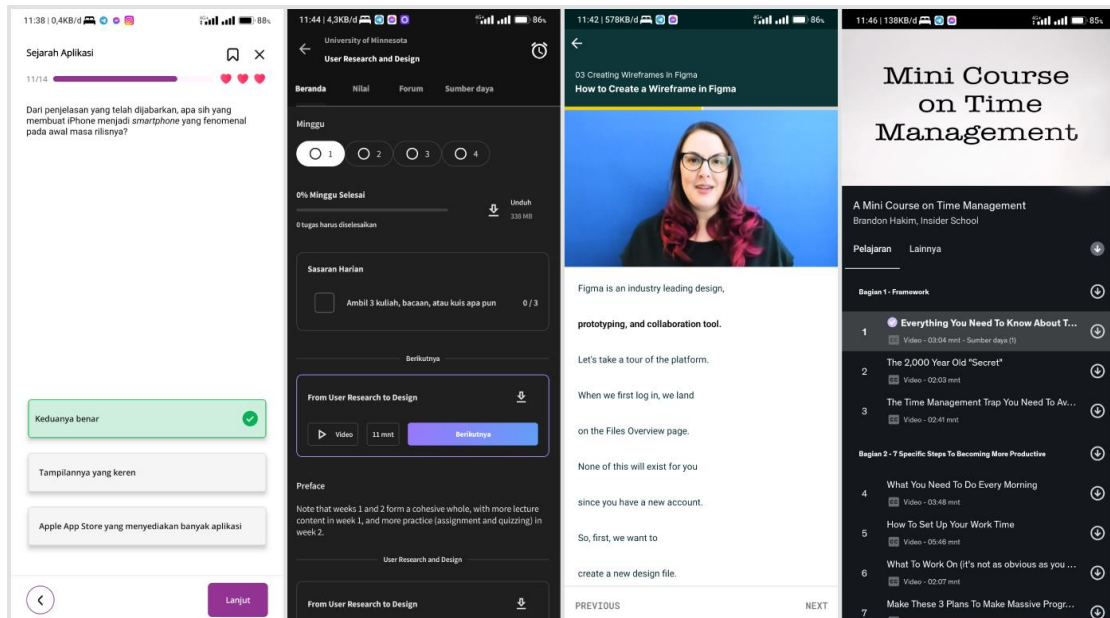 11:38 | 0,4KB/d
88%
Sejarah Aplikasi
11/14
Dari penjelasan yang telah dijabarkan, apa sih yang
membuat iPhone menjadi smartphone yang fenomenal
pada awal masa rilisnya?
Keduanya benar
Tampilannya yang keren
Apple App Store yang menyediakan banyak aplikasi
Lanjut
11:44 | 4,3KB/d
86%
University of Minnesota
User Research and Design
Beranda Nilai Forum Sumber daya
Minggu
1 2 3 4
0% Minggu Selesai
Unduh
338 MB
0 tugas harus diselesaikan
Sasaran Harian
Ambil 3 kuliah, bacaan, atau kuis apa pun 0 / 3
Berikutnya
From User Research to Design
Video 11 mnt Berikutnya
Preface
Note that weeks 1 and 2 form a cohesive whole, with more lecture
content in week 1, and more practice (assignment and quizzing) in
week 2.
User Research and Design
From User Research to Design
11:42 | 578KB/d
86%
03 Creating Wireframes in Figma
How to Create a Wireframe in Figma
Figma is an industry leading design,
prototyping, and collaboration tool.
Let's take a tour of the platform.
When we first log in, we land
on the Files Overview page.
None of this will exist for you
since you have a new account.
So, first, we want to
create a new design file.
PREVIOUS NEXT
11:46 | 138KB/d
85%
Mini Course
on Time
Management
A Mini Course on Time Management
Brandon Hakim, Insider School
Pelajaran Lainnya
Bagian 1 - Framework
1 Everything You Need To Know About T...
CC Video - 03:04 mnt - Sumber daya (1)
2 The 2,000 Year Old "Secret"
CC Video - 02:03 mnt
3 The Time Management Trap You Need To Av...
CC Video - 02:41 mnt
Bagian 2 - 7 Specific Steps To Becoming More Productive
4 What You Need To Do Every Morning
CC Video - 03:48 mnt
5 How To Set Up Your Work Time
CC Video - 05:46 mnt
6 What To Work On (it's not as obvious as you ...
CC Video - 02:07 mnt
7 Make These 3 Plans To Make Massive Progr...